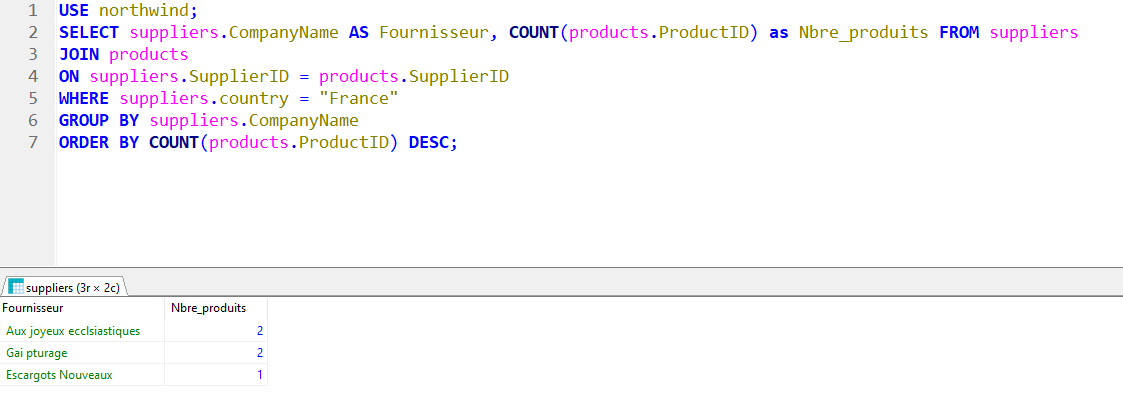 1 USE northwind;
2 SELECT suppliers.CompanyName AS Fournisseur, COUNT(products.ProductID) as Nbre_produits FROM suppliers
3 JOIN products
4 ON suppliers.SupplierID = products.SupplierID
5 WHERE suppliers.country = "France"
6 GROUP BY suppliers.CompanyName
7 ORDER BY COUNT(products.ProductID) DESC;
suppliers (3r × 2c)
Fournisseur Nbre_produits
Aux joyeux ecclsiastiques 2
Gai pturage 2
Escargots Nouveaux 1